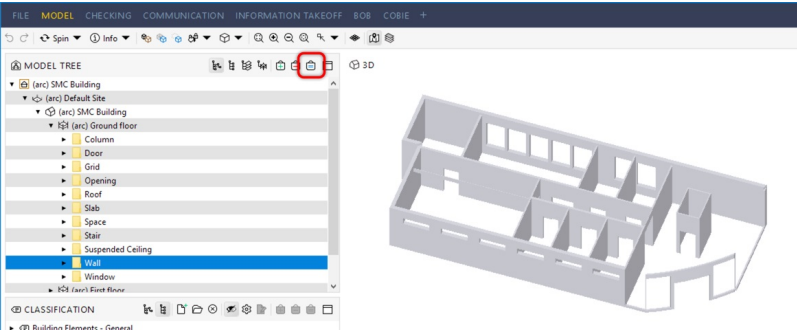 FILE MODEL CHECKING COMMUNICATION INFORMATION TAKEOFF BOB COBIE +
Spin Info
MODEL TREE
3D
(arc) SMC Building
(arc) Default Site
(arc) SMC Building
(arc) Ground floor
Column
Door
Grid
Opening
Roof
Slab
Space
Stair
Suspended Ceiling
Wall
Window
(arc) First floor
CLASSIFICATION
Building Elements - General